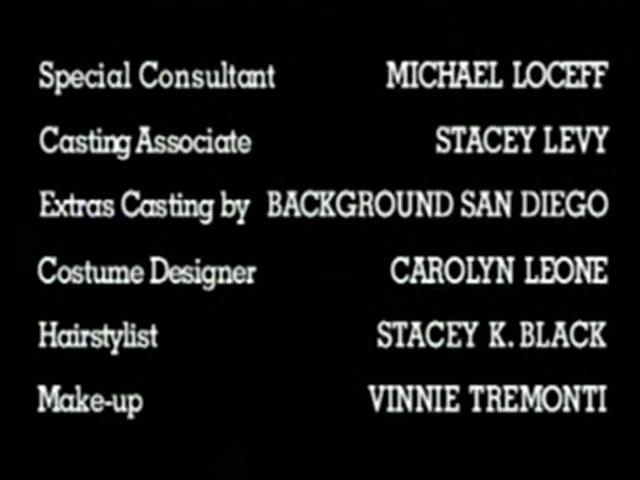 Special Consultant MICHAEL LOCEFF
Casting Associate STACEY LEVY
Extras Casting by BACKGROUND SAN DIEGO
Costume Designer CAROLYN LEONE
Hairstylist STACEY K. BLACK
Make-up VINNIE TREMONTI